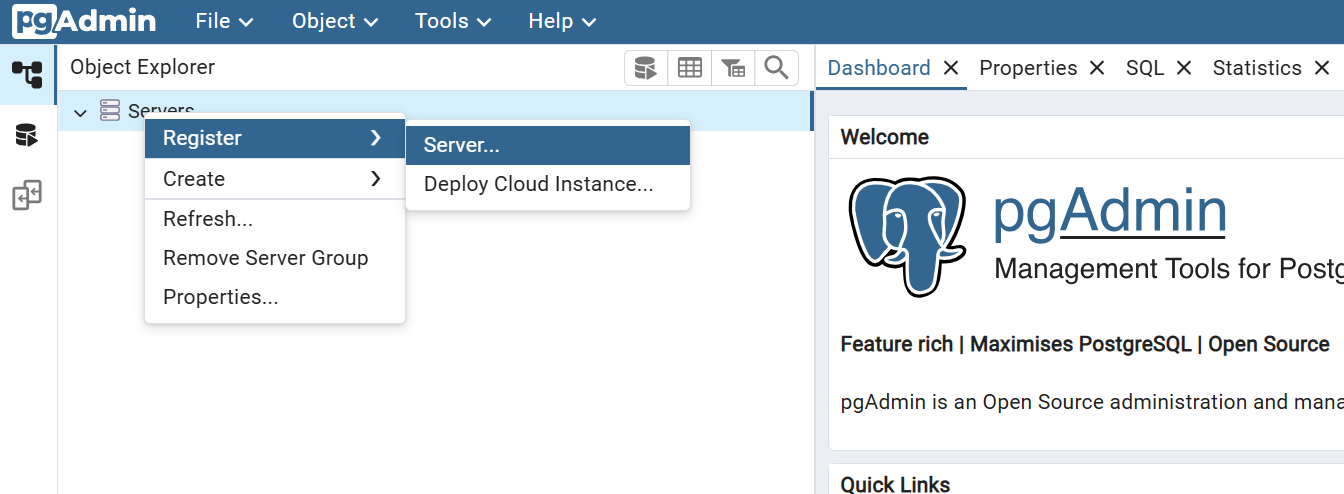 pgAdmin File Object Tools Help
Object Explorer
Dashboard Properties SQL Statistics
Servers
Register
Create
Refresh...
Remove Server Group
Properties...
Server...
Deploy Cloud Instance...
Welcome
pgAdmin
Management Tools for Postg
Feature rich | Maximises PostgreSQL | Open Source
pgAdmin is an Open Source administration and mana
Quick Links